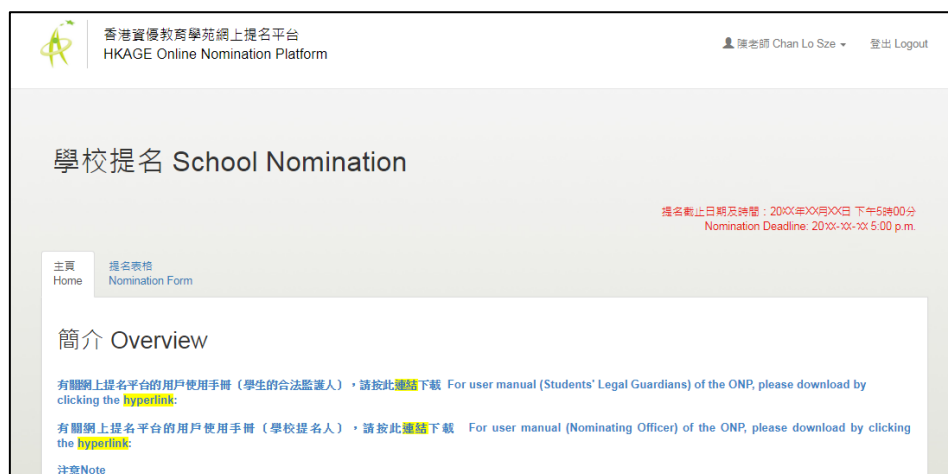 香港資優教育學苑網上提名平台
HKAGE Online Nomination Platform
陳老師 Chan Lo Sze
登出 Logout
學校提名 School Nomination
提名截止日期及時間：20XX年XX月XX日 下午5時00分
Nomination Deadline: 20XX-XX-XX 5:00 p.m.
主頁
Home
提名表格
Nomination Form
簡介 Overview
有關網上提名平台的用戶使用手冊（學生的合法監護人），請按此連結下載 For user manual (Students' Legal Guardians) of the ONP, please download by
clicking the hyperlink:
有關網上提名平台的用戶使用手冊（學校提名人），請按此連結下載 For user manual (Nominating Officer) of the ONP, please download by clicking
the hyperlink:
注意Note